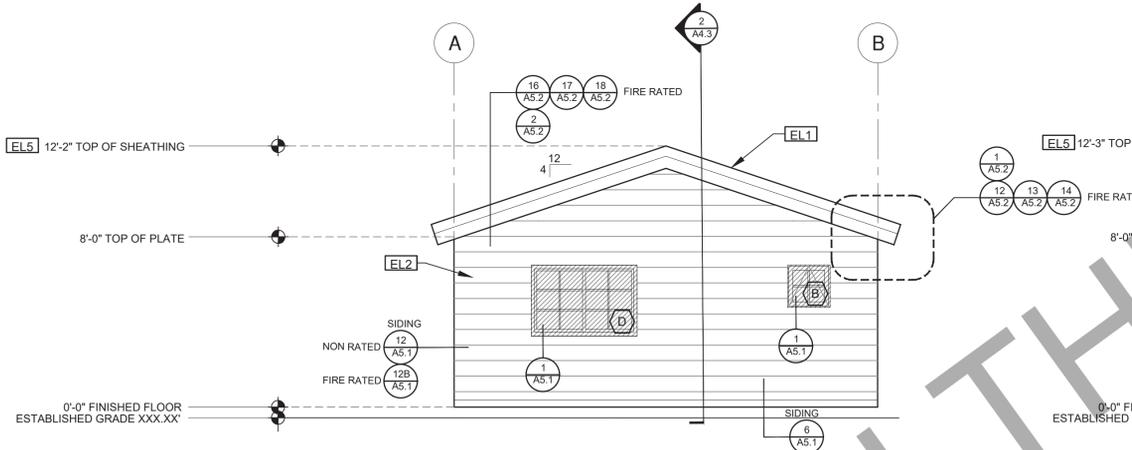 2
A4.3
A
B
16
A5.2
17
A5.2
18
A5.2
FIRE RATED
2
A5.2
EL5 12'-2" TOP OF SHEATHING
12
4
EL1
EL5 12'-3" TOP
1
A5.2
12
A5.2
13
A5.2
14
A5.2
FIRE RAT
8'-0" TOP OF PLATE
8'-0"
EL2
D
B
SIDING
NON RATED
12
A5.1
FIRE RATED
12B
A5.1
1
A5.1
1
A5.1
0'-0" FINISHED FLOOR
ESTABLISHED GRADE XXX.XX'
SIDING
6
A5.1
0'-0" FI
ESTABLISHED
TH